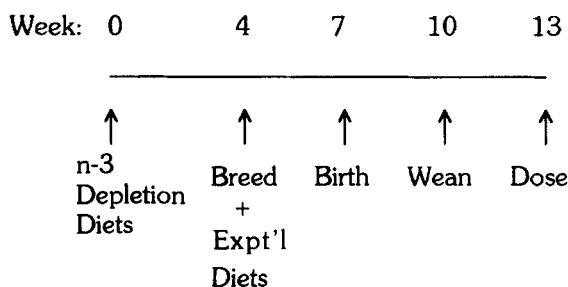 Week: 0 4 7 10 13
n-3 Depletion Diets
Breed + Expt'l Diets
Birth
Wean
Dose